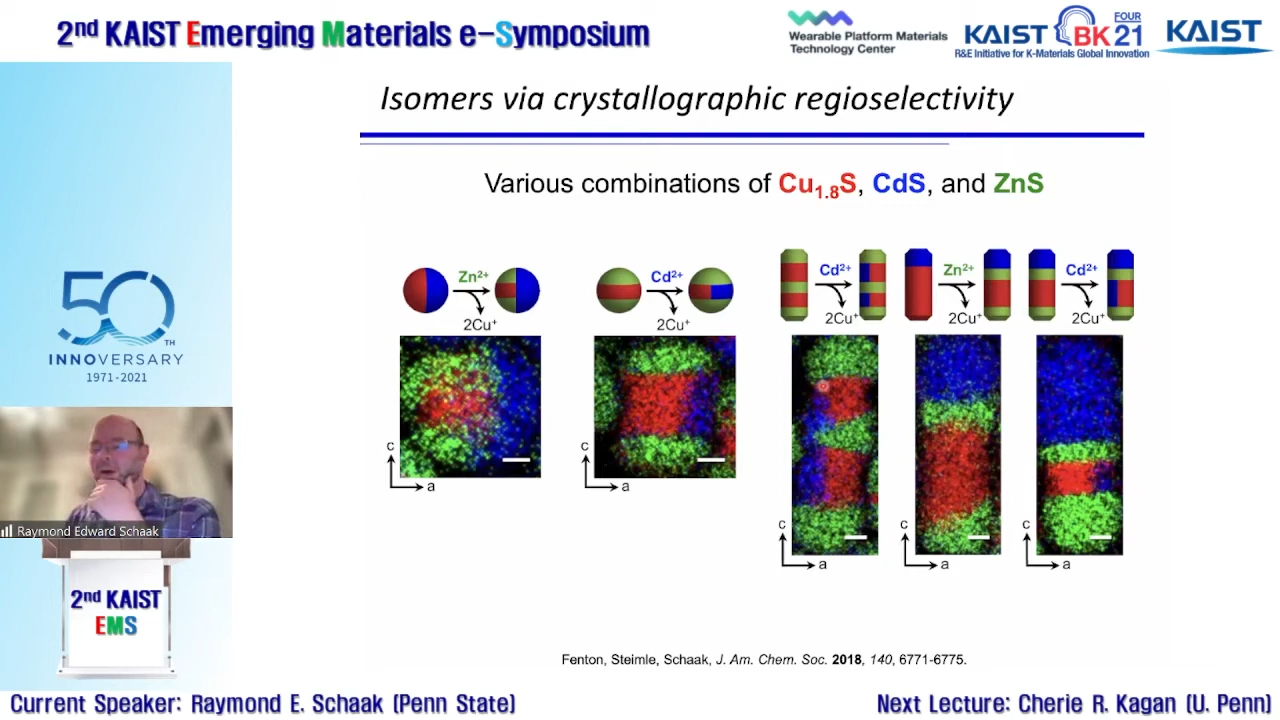 2nd KAIST Emerging Materials e-Symposium
Wearable Platform Materials
Technology Center
KAIST BK21 FOUR
R&E Initiative for K-Materials Global Innovation
KAIST
Isomers via crystallographic regioselectivity
Various combinations of Cu1.8S, CdS, and ZnS
Zn2+
2Cu+
Cd2+
2Cu+
Cd2+
2Cu+
Zn2+
2Cu+
Cd2+
2Cu+
c
a
c
a
c
a
c
a
c
a
50TH
INNOVERSARY
1971-2021
Raymond Edward Schaak
2nd KAIST
EMS
Fenton, Steimle, Schaak, J. Am. Chem. Soc. 2018, 140, 6771-6775.
Current Speaker: Raymond E. Schaak (Penn State)
Next Lecture: Cherie R. Kagan (U. Penn)